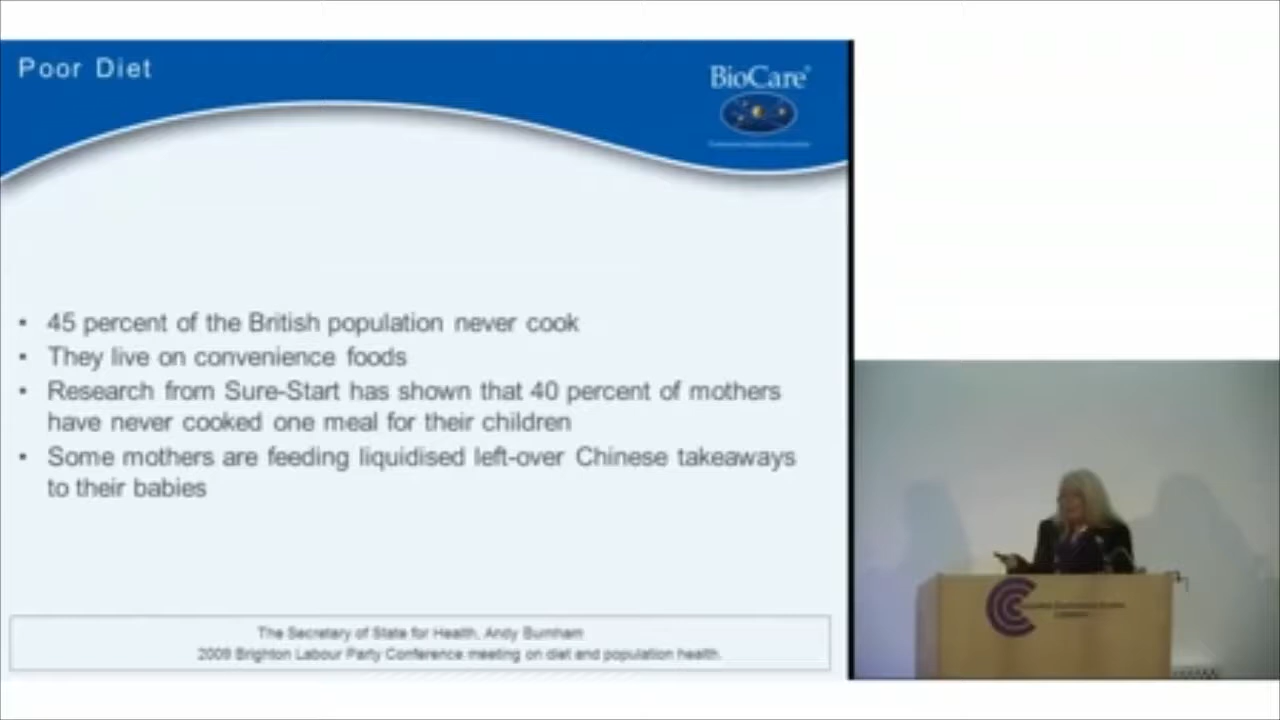 Poor Diet
BioCare®
• 45 percent of the British population never cook
• They live on convenience foods
• Research from Sure-Start has shown that 40 percent of mothers
have never cooked one meal for their children
• Some mothers are feeding liquidised left-over Chinese takeaways
to their babies
The Secretary of State for Health, Andy Burnham
2009 Brighton Labour Party Conference meeting on diet and population health.